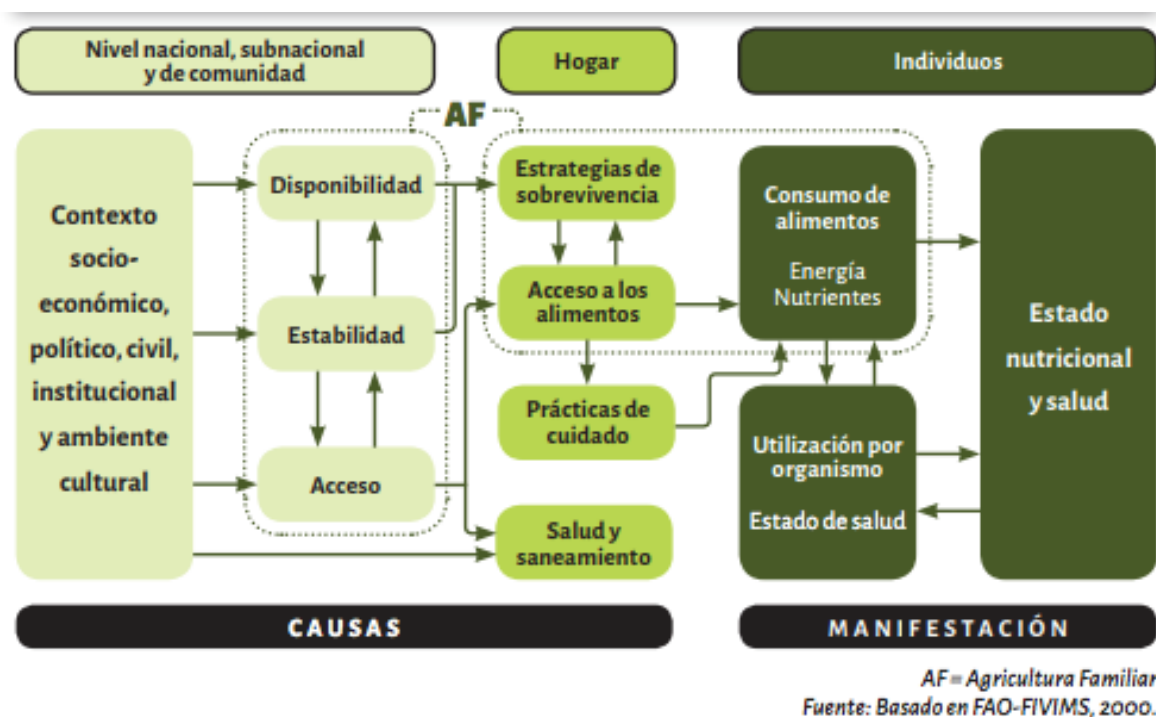 Nivel nacional, subnacional
y de comunidad
Hogar
Individuos
AF
Contexto
socio-
económico,
político, civil,
institucional
y ambiente
cultural
Disponibilidad
Estabilidad
Acceso
Estrategias de
sobrevivencia
Acceso a los
alimentos
Prácticas de
cuidado
Salud y
saneamiento
Consumo de
alimentos
Energía
Nutrientes
Utilización por
organismo
Estado de salud
Estado
nutricional
y salud
CAUSAS
MANIFESTACIÓN
AF = Agricultura Familiar
Fuente: Basado en FAO-FIVIMS, 2000.